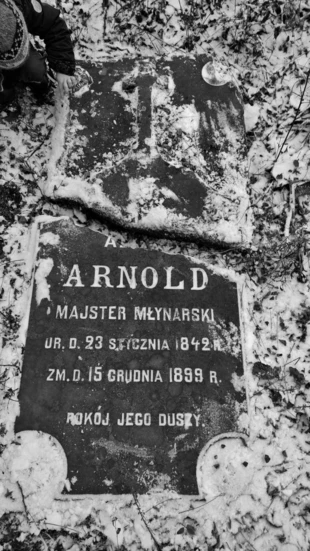 ARNOLD
MAJSTER MŁYNARSKI
UR. D. 23 STYCZNIA 1842 R.
ZM. D. 15 GRUDNIA 1899 R.
POKÓJ JEGO DUSZY.